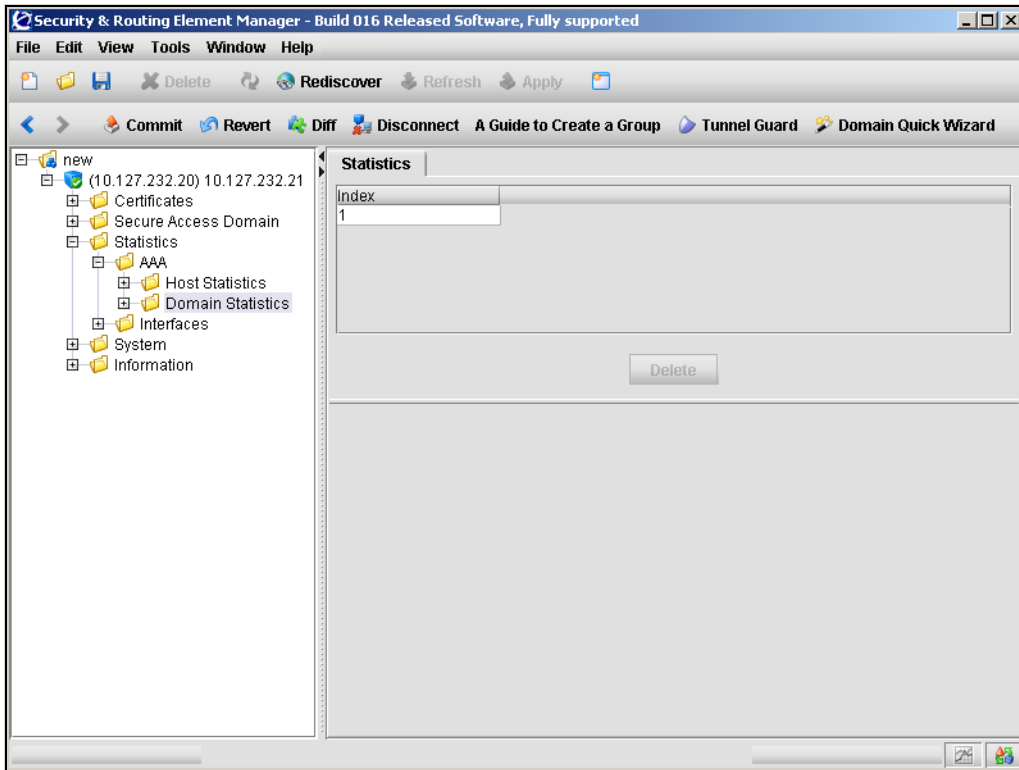 Security & Routing Element Manager - Build 016 Released Software, Fully supported
File Edit View Tools Window Help
Delete Rediscover Refresh Apply
Commit Revert Diff Disconnect A Guide to Create a Group Tunnel Guard Domain Quick Wizard
new
(10.127.232.20) 10.127.232.21
Certificates
Secure Access Domain
Statistics
AAA
Host Statistics
Domain Statistics
Interfaces
System
Information
Statistics
Index
1
Delete